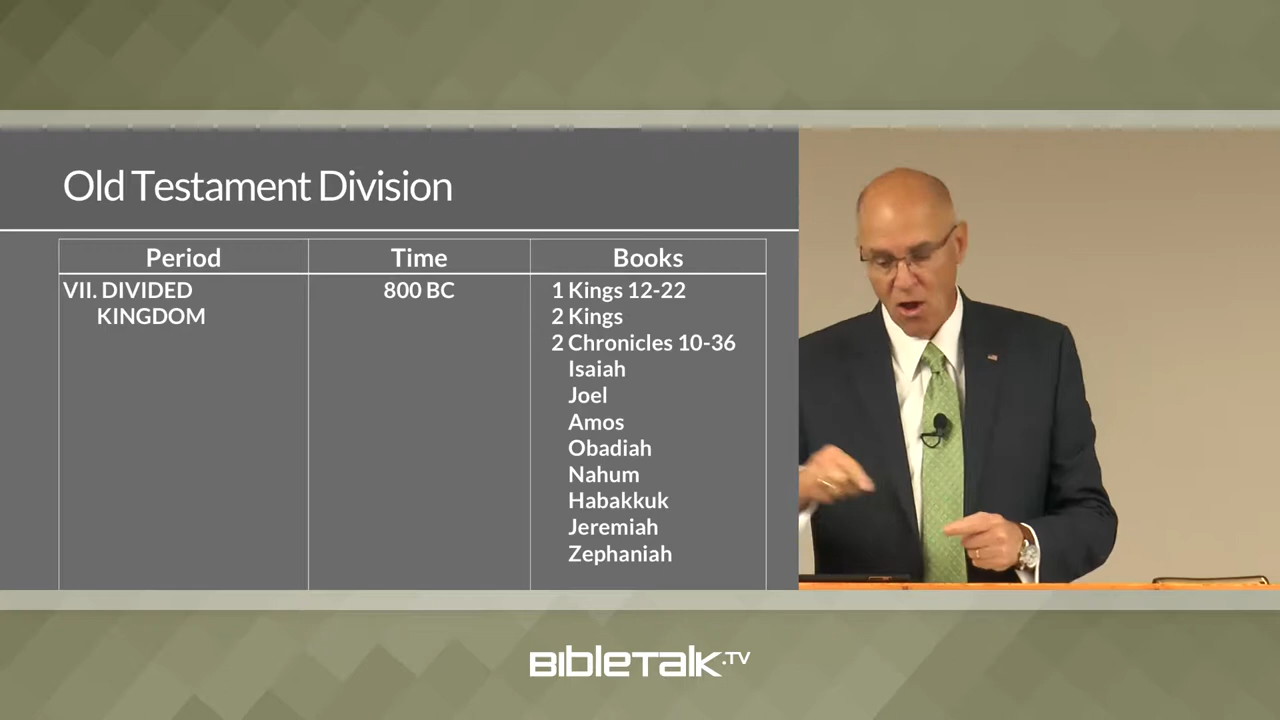 Old Testament Division
Period Time Books
VII. DIVIDED 800 BC 1 Kings 12-22
KINGDOM 2 Kings
2 Chronicles 10-36
Isaiah
Joel
Amos
Obadiah
Nahum
Habakkuk
Jeremiah
Zephaniah
BIBLETALK.TV